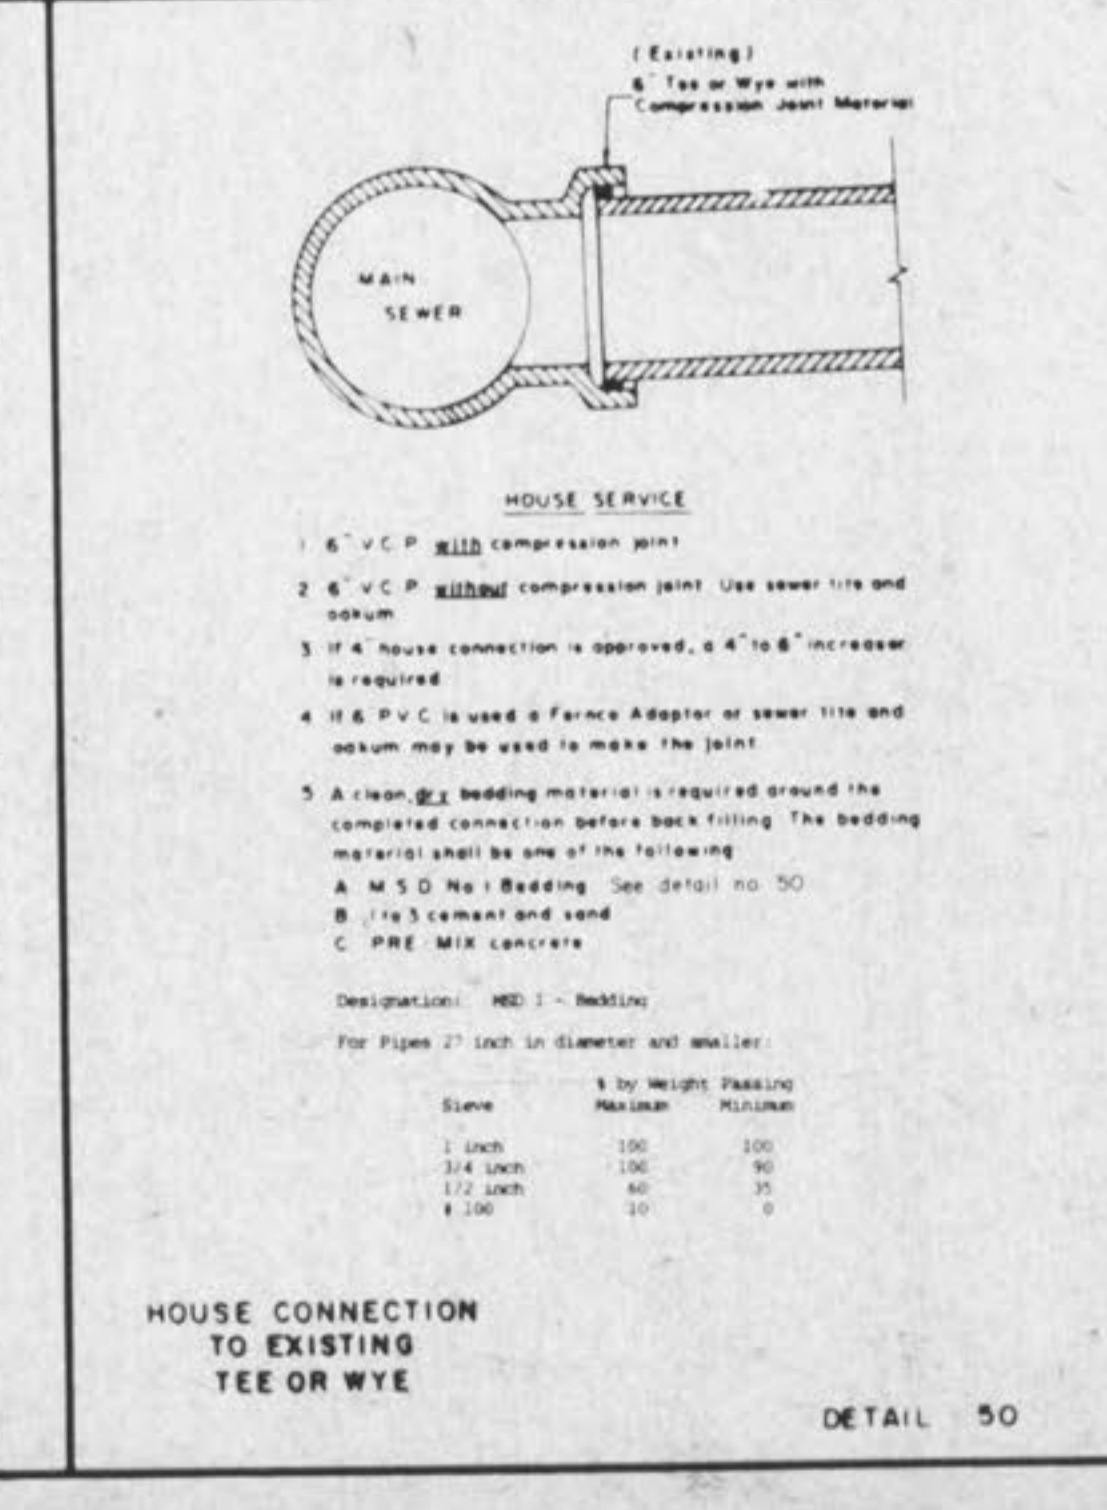 (Existing)
6" Tee or Wye with
Compression Joint Material
MAIN
SEWER
HOUSE SERVICE
1 6" V C P with compression joint
2 6" V C P without compression joint Use sewer tite and
oakum
3 If 4" house connection is approved, a 4" to 6" increaser
is required
4 If 6" P V C is used a Fernco Adaptor or sewer tite and
oakum may be used to make the joint
5 A clean, dry bedding material is required around the
completed connection before back filling The bedding
material shall be one of the following
A M S D No 1 Bedding See detail no 50
B 1 to 3 cement and sand
C PRE-MIX concrete
Designation: MSD 1 - Bedding
For Pipes inch in diameter and smaller:
% by Weight Passing
Sieve Maximum Minimum
1 inch 100 100
3/4 inch 100 90
1/2 inch 60 35
# 100 10 0
HOUSE CONNECTION
TO EXISTING
TEE OR WYE
DETAIL 50